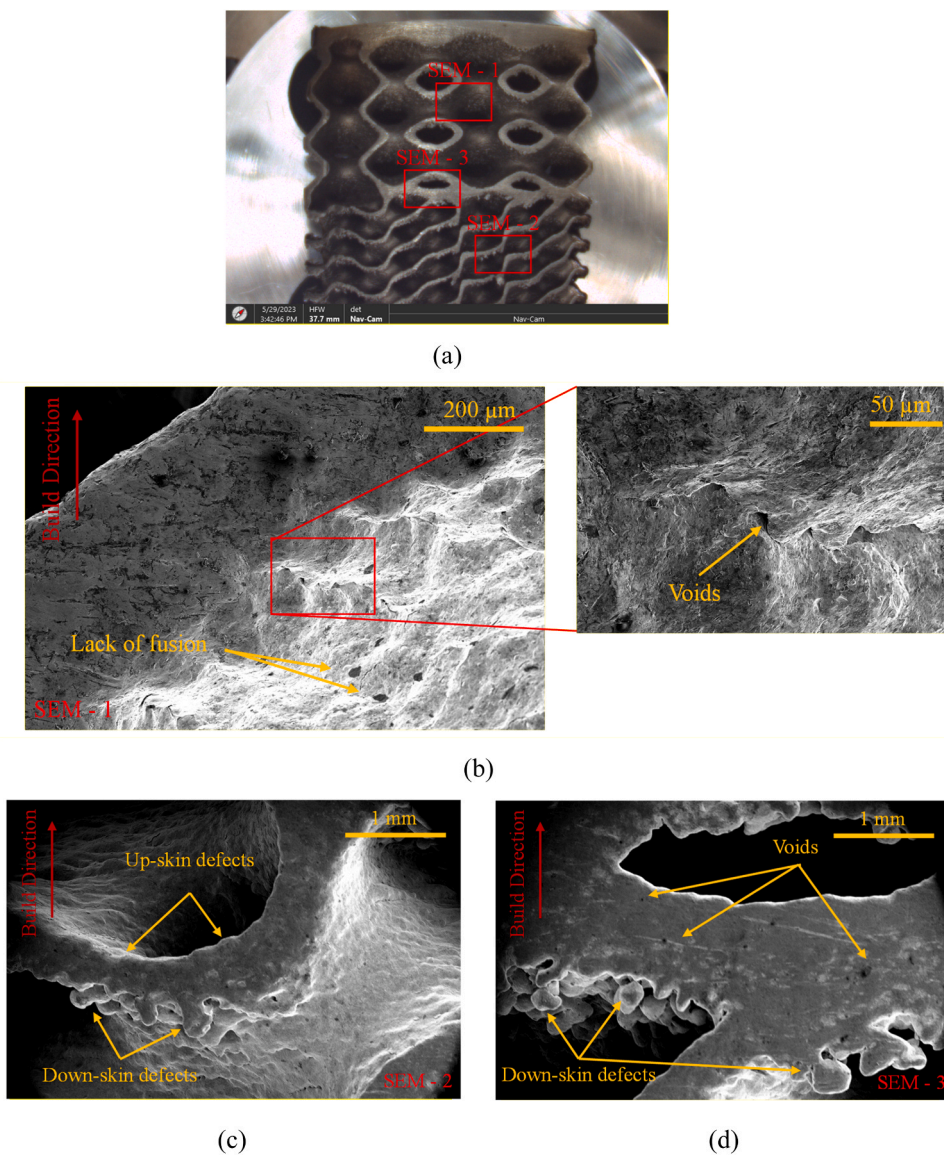 SEM - 1
SEM - 3
SEM - 2
5/29/2023 HFW det
3:42:46 PM 37.7 mm Nav-Cam Nav-Cam
(a)
Build Direction
200 µm
50 µm
Voids
Lack of fusion
SEM - 1
(b)
Build Direction
1 mm
Up-skin defects
Down-skin defects
SEM - 2
(c)
Build Direction
1 mm
Voids
Down-skin defects
SEM - 3
(d)